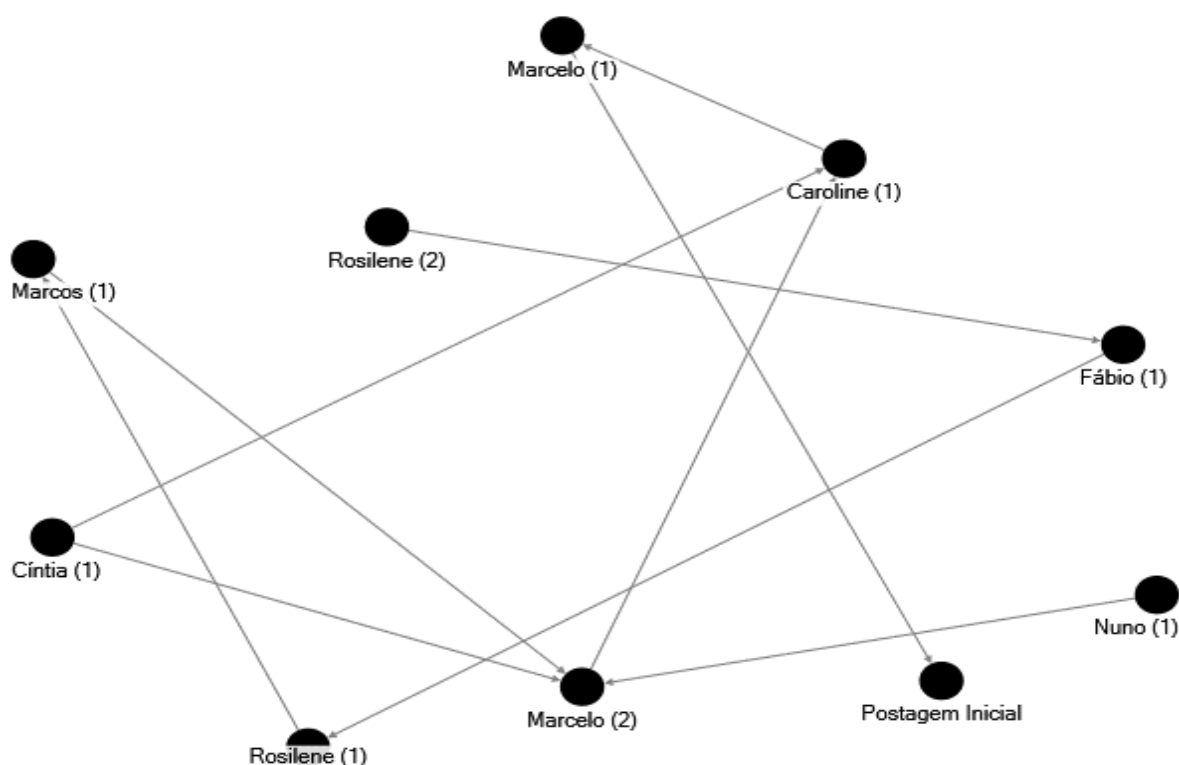 Marcelo (1)
Caroline (1)
Rosilene (2)
Marcos (1)
Fábio (1)
Cíntia (1)
Nuno (1)
Postagem Inicial
Marcelo (2)
Rosilene (1)